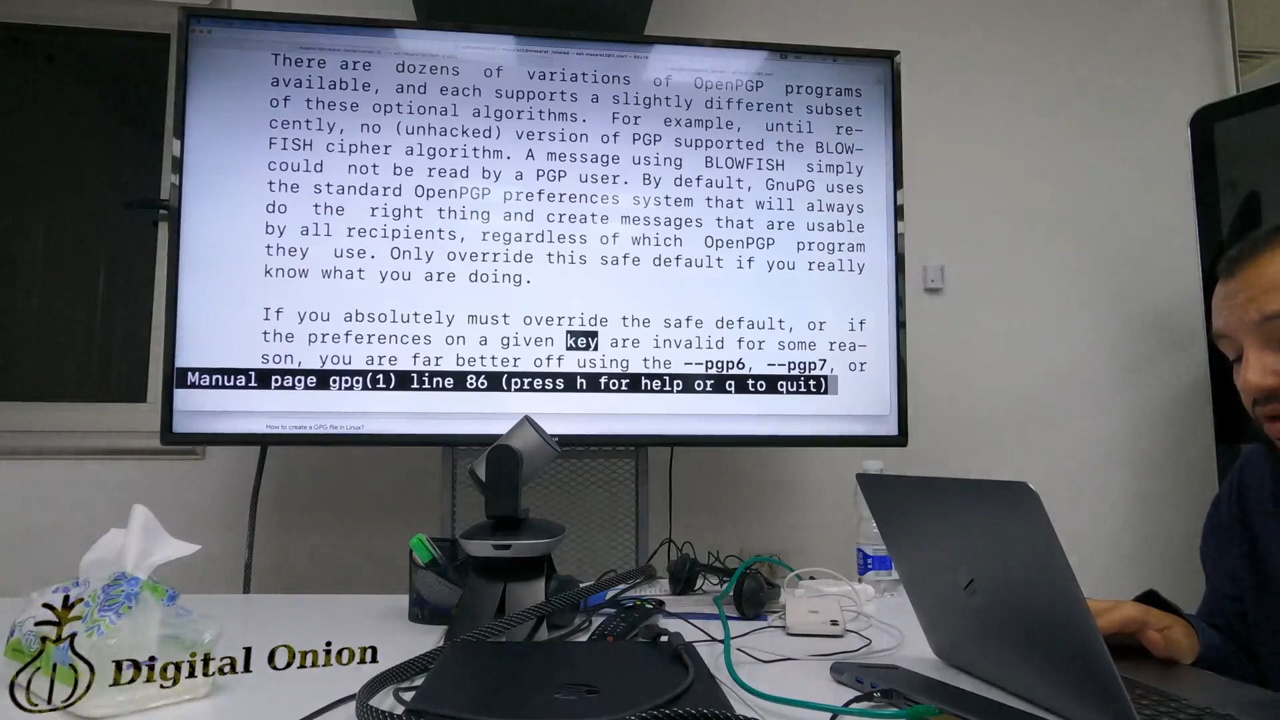 There are dozens of variations of OpenPGP programs
available, and each supports a slightly different subset
of these optional algorithms. For example, until re-
cently, no (unhacked) version of PGP supported the BLOW-
FISH cipher algorithm. A message using BLOWFISH simply
could not be read by a PGP user. By default, GnuPG uses
the standard OpenPGP preferences system that will always
do the right thing and create messages that are usable
by all recipients, regardless of which OpenPGP program
they use. Only override this safe default if you really
know what you are doing.
If you absolutely must override the safe default, or if
the preferences on a given key are invalid for some rea-
son, you are far better off using the --pgp6, --pgp7, or
Manual page gpg(1) line 86 (press h for help or q to quit)
How to create a GPG file in Linux?
Digital Onion